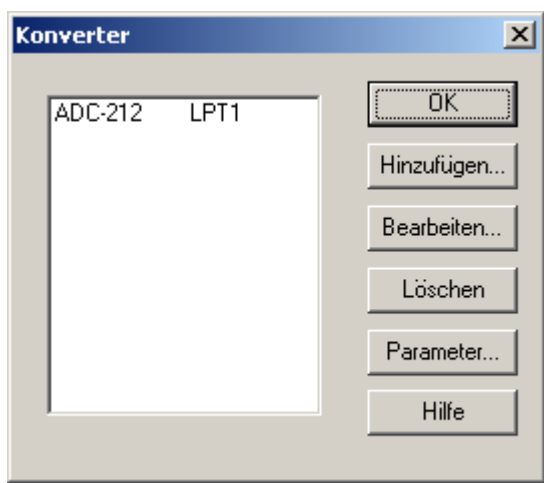 Konverter
ADC-212 LPT1
OK
Hinzufügen...
Bearbeiten...
Löschen
Parameter...
Hilfe